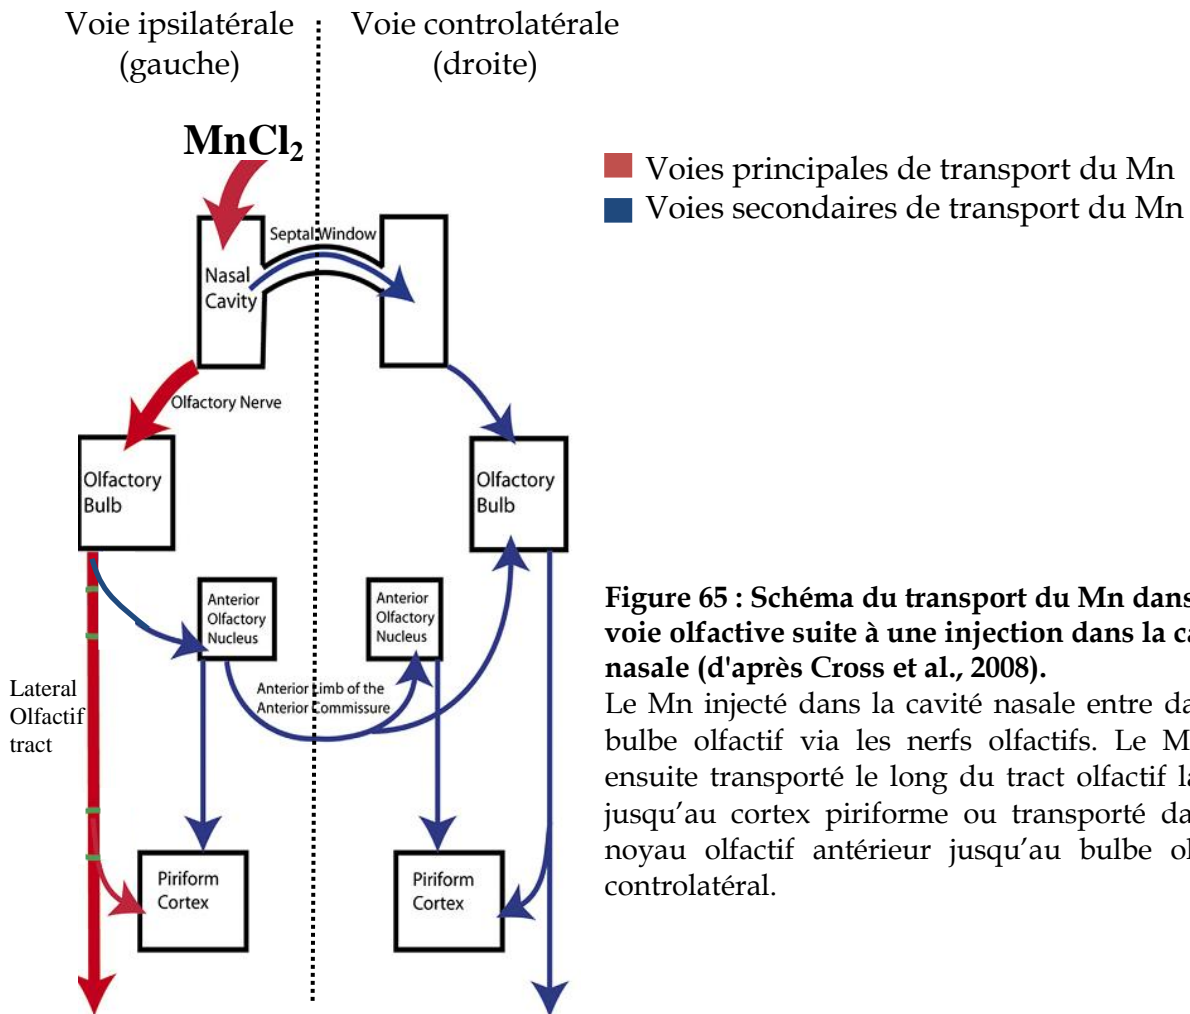 Voie ipsilatérale
(gauche)
Voie controlatérale
(droite)
MnCl₂
Voies principales de transport du Mn
Voies secondaires de transport du Mn
Septal Window
Nasal
Cavity
Olfactory Nerve
Olfactory
Bulb
Olfactory
Bulb
Anterior
Olfactory
Nucleus
Anterior
Olfactory
Nucleus
Anterior Limb of the
Anterior Commissure
Lateral
Olfactif
tract
Piriform
Cortex
Piriform
Cortex
Figure 65 : Schéma du transport du Mn dans
voie olfactive suite à une injection dans la ca
nasale (d'après Cross et al., 2008).
Le Mn injecté dans la cavité nasale entre da
bulbe olfactif via les nerfs olfactifs. Le M
ensuite transporté le long du tract olfactif la
jusqu’au cortex piriforme ou transporté da
noyau olfactif antérieur jusqu’au bulbe ol
controlatéral.